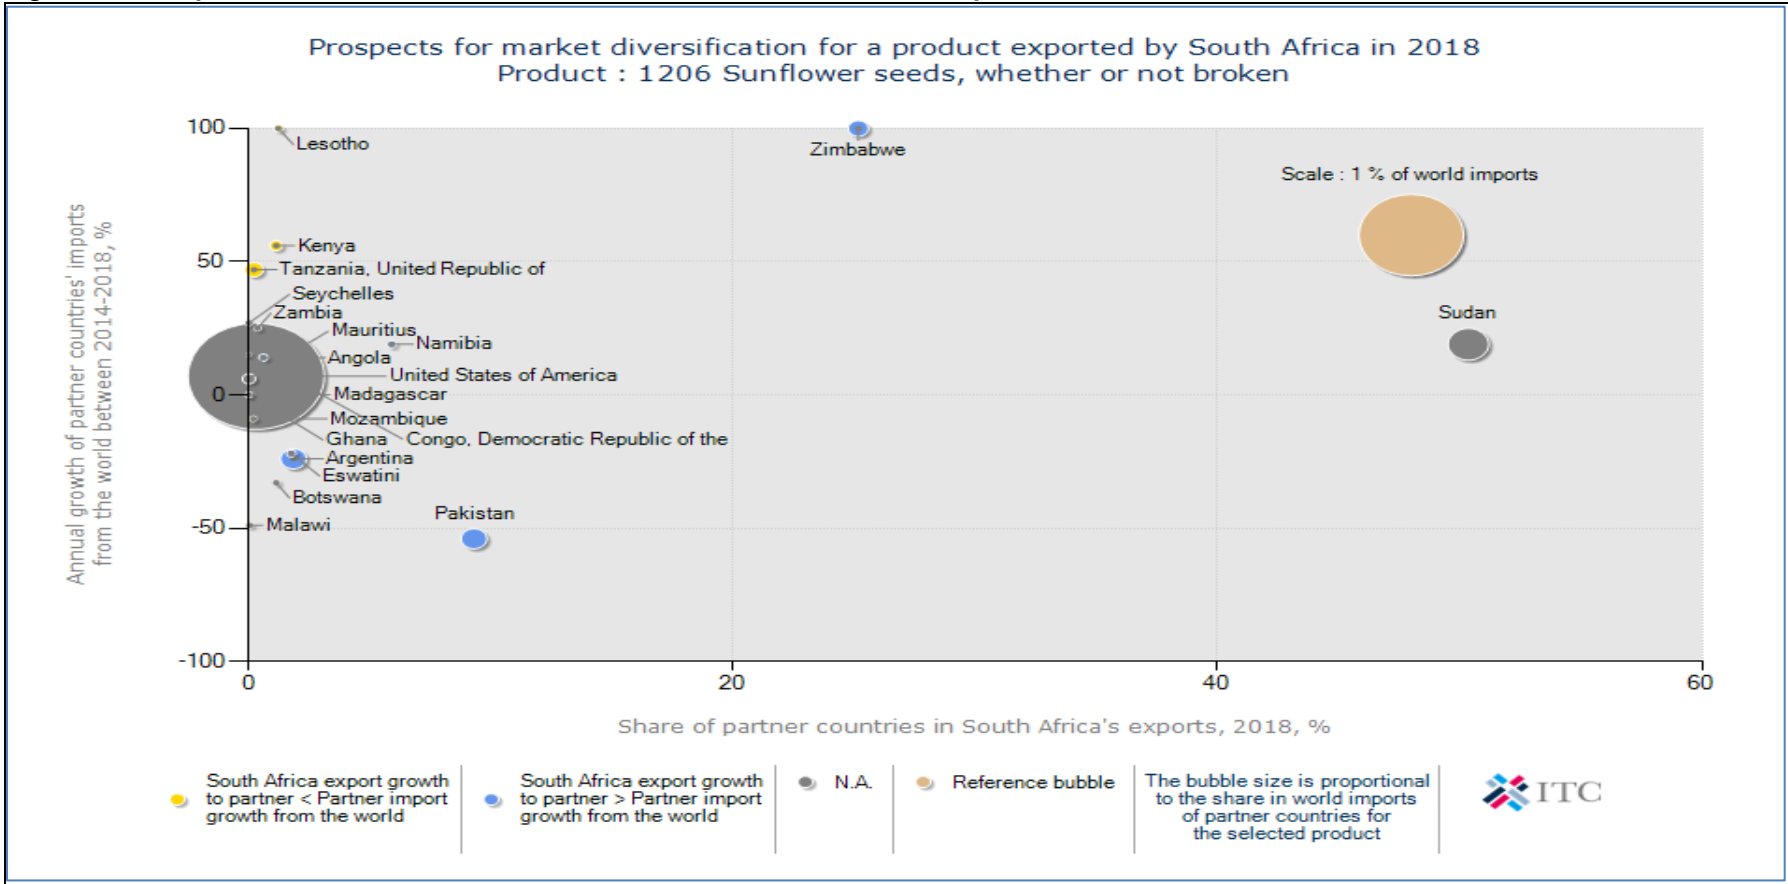 Prospects for market diversification for a product exported by South Africa in 2018
Product : 1206 Sunflower seeds, whether or not broken
Annual growth of partner countries' imports
from the world between 2014-2018, %
100
50
0
-50
-100
Lesotho
Zimbabwe
Scale : 1 % of world imports
Kenya
Tanzania, United Republic of
Seychelles
Zambia
Sudan
Mauritius
Namibia
Angola
United States of America
Madagascar
Mozambique
Ghana
Congo, Democratic Republic of the
Argentina
Eswatini
Botswana
Pakistan
Malawi
0
20
40
60
Share of partner countries in South Africa's exports, 2018, %
South Africa export growth
to partner < Partner import
growth from the world
South Africa export growth
to partner > Partner import
growth from the world
N.A.
Reference bubble
The bubble size is proportional
to the share in world imports
of partner countries for
the selected product
ITC